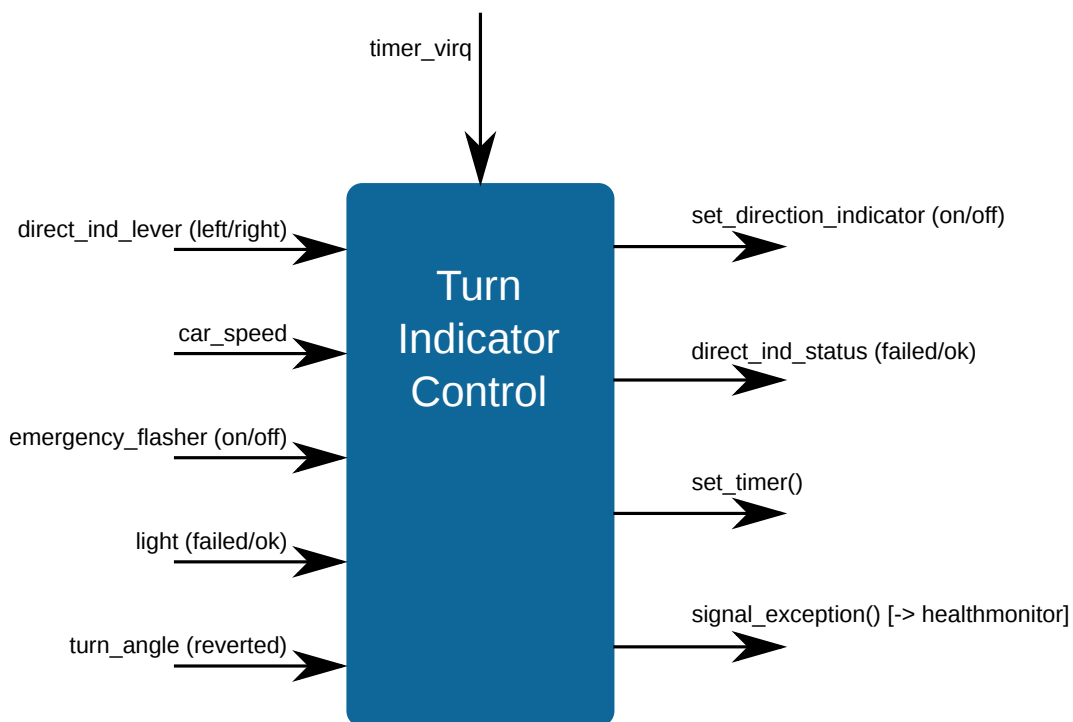 timer_virq
direct_ind_lever (left/right)
car_speed
emergency_flasher (on/off)
light (failed/ok)
turn_angle (reverted)
Turn
Indicator
Control
set_direction_indicator (on/off)
direct_ind_status (failed/ok)
set_timer()
signal_exception() [-> healthmonitor]